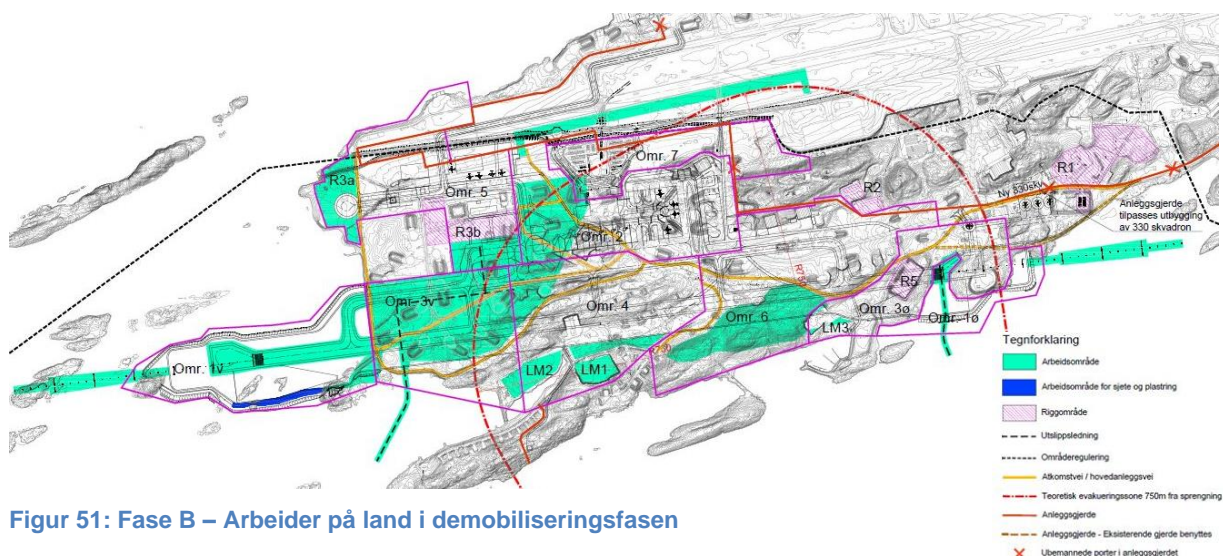 R3a
Omr. 5
Omr. 7
R1
R2
Ny 330skv
R3b
Omr. 2
Anleggsgjerde
tilpasses utbygging
av 330 skvadron
R5
Omr. 3v
Omr. 4
Omr. 6
Omr. 3ø
LM3
Omr. 1ø
Omr. 1v
LM2
LM1
Tegnforklaring
Arbeidsområde
Arbeidsområde for sjete og plastring
Riggområde
Utslippsledning
Områderegulering
Atkomstvei / hovedanleggsvei
Teoretisk evakueringssone 750m fra sprengning
Anleggsgjerde
Anleggsgjerde - Eksisterende gjerde benyttes
Ubemannede porter i anleggsgjerdet
Figur 51: Fase B – Arbeider på land i demobiliseringsfasen